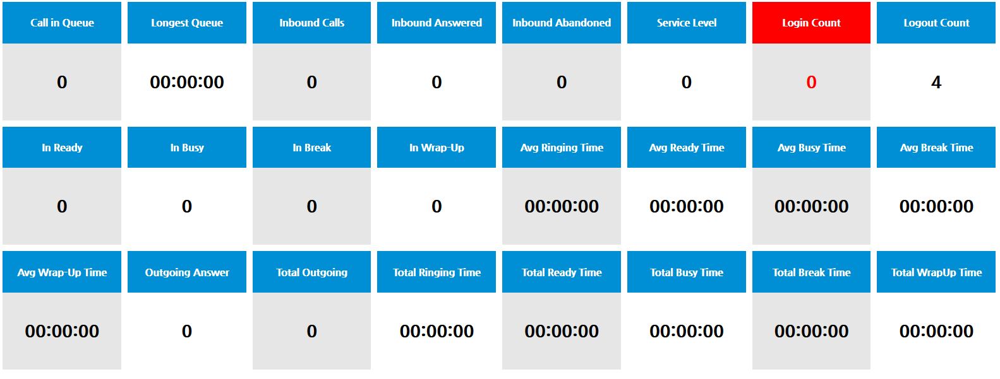 Call in Queue Longest Queue Inbound Calls Inbound Answered Inbound Abandoned Service Level Login Count Logout Count
0 00:00:00 0 0 0 0 0 4
In Ready In Busy In Break In Wrap-Up Avg Ringing Time Avg Ready Time Avg Busy Time Avg Break Time
0 0 0 0 00:00:00 00:00:00 00:00:00 00:00:00
Avg Wrap-Up Time Outgoing Answer Total Outgoing Total Ringing Time Total Ready Time Total Busy Time Total Break Time Total WrapUp Time
00:00:00 0 0 00:00:00 00:00:00 00:00:00 00:00:00 00:00:00